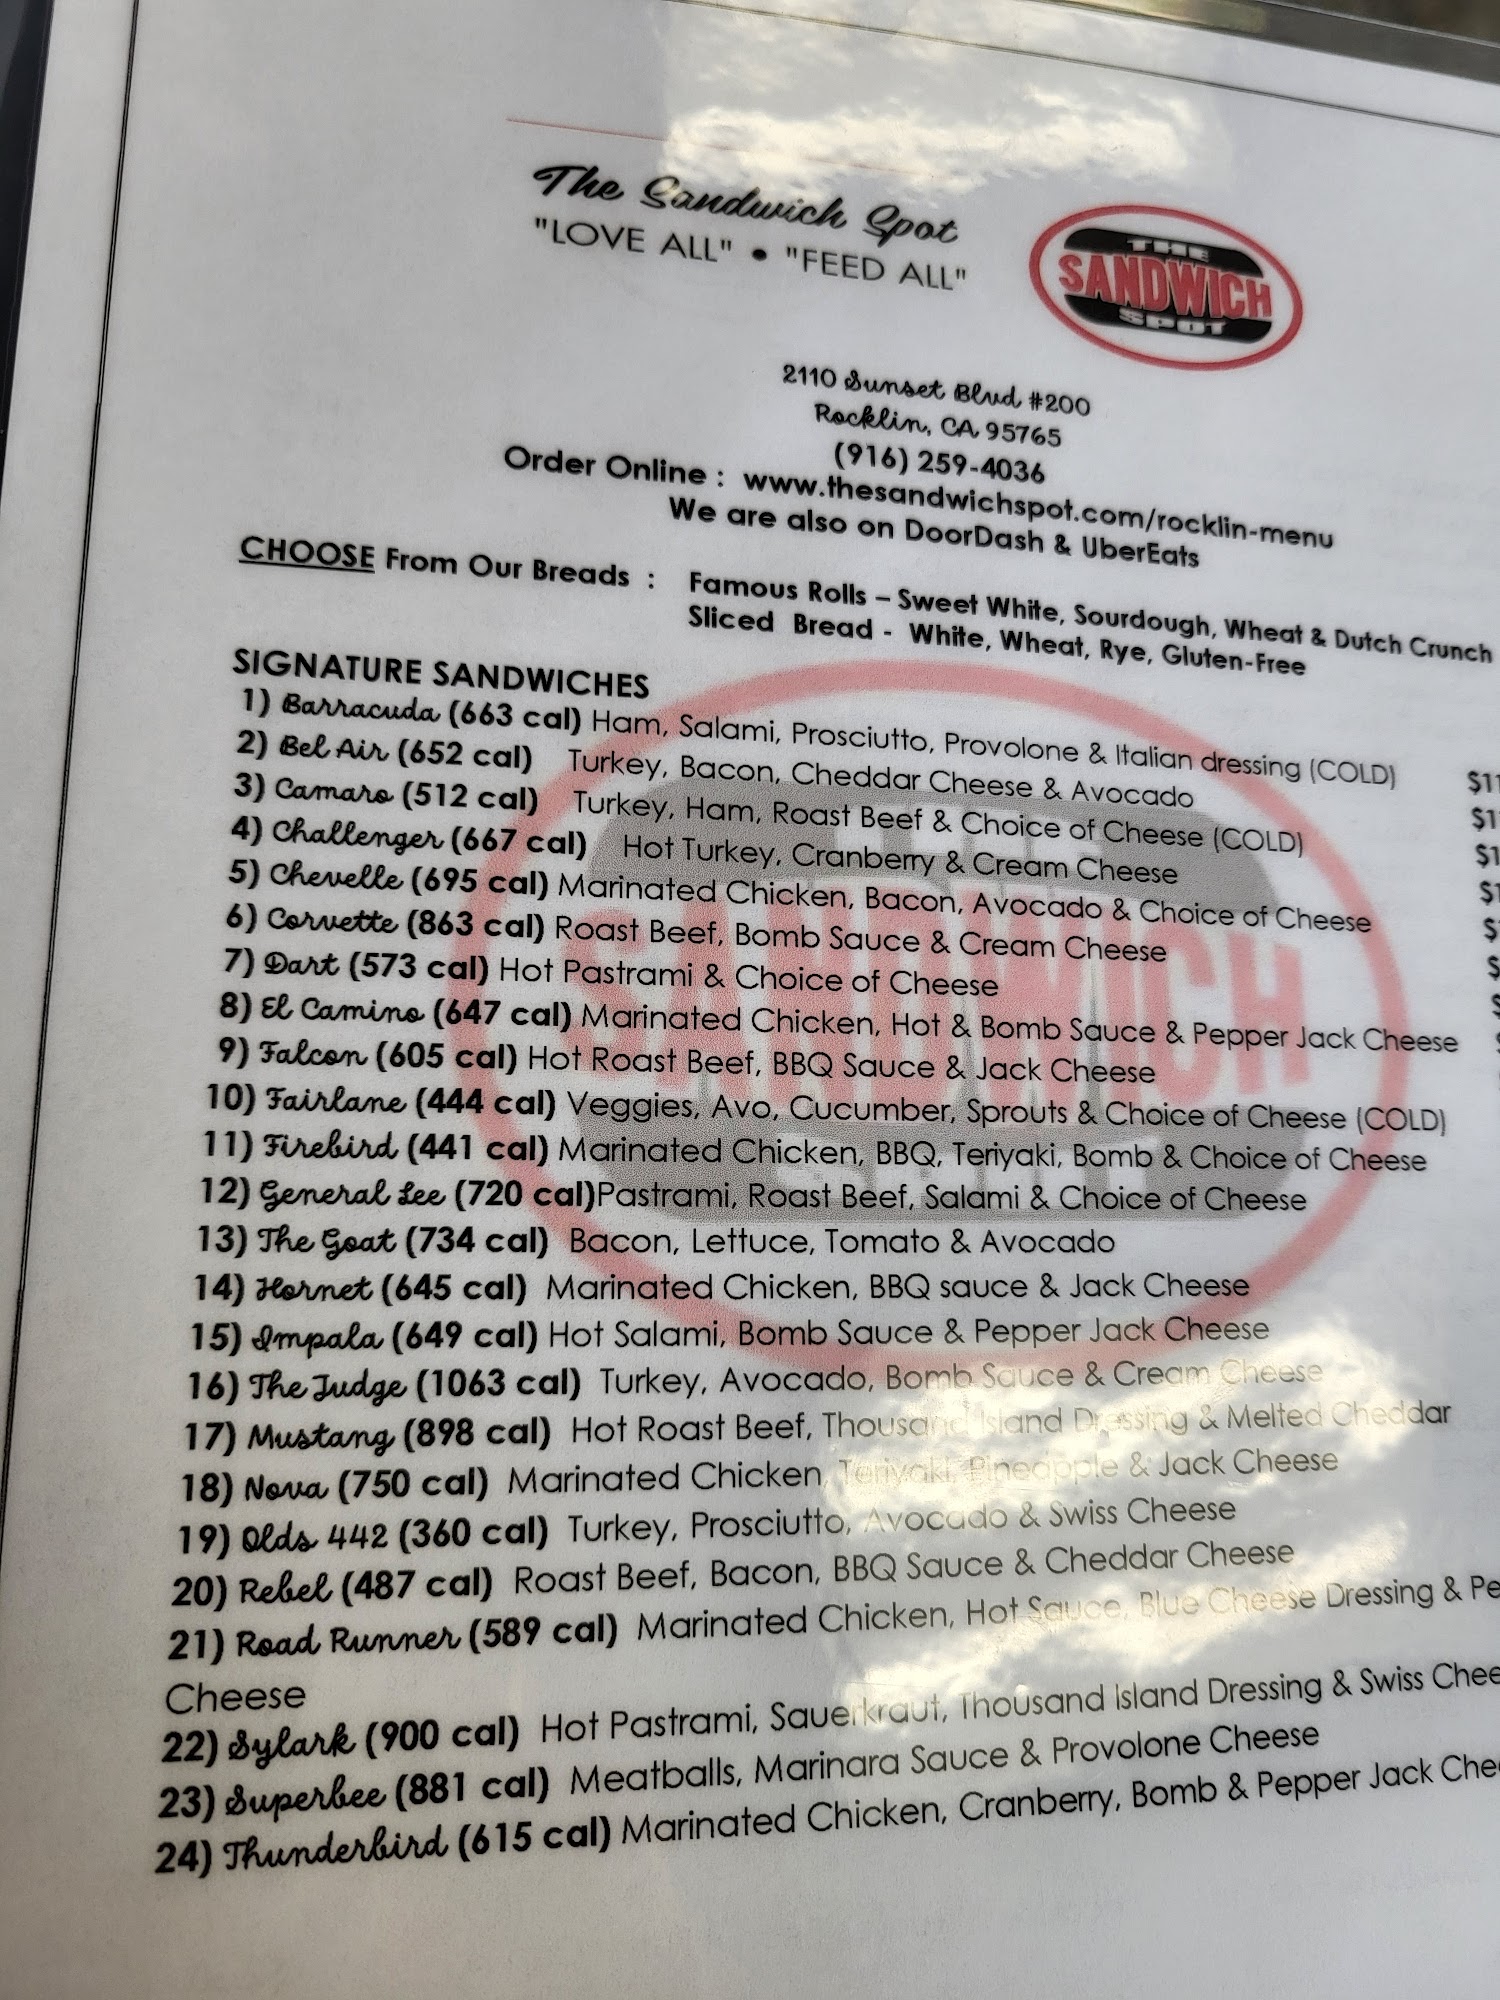 The Sandwich Spot
"LOVE ALL" • "FEED ALL"
THE
SANDWICH
SPOT
2110 Sunset Blvd #200
Rocklin, CA 95765
(916) 259-4036
Order Online : www.thesandwichspot.com/rocklin-menu
We are also on DoorDash & UberEats
CHOOSE From Our Breads : Famous Rolls – Sweet White, Sourdough, Wheat & Dutch Crunch
Sliced Bread - White, Wheat, Rye, Gluten-Free
SIGNATURE SANDWICHES
1) Barracuda (663 cal) Ham, Salami, Prosciutto, Provolone & Italian dressing (COLD) $11
2) Bel Air (652 cal) Turkey, Bacon, Cheddar Cheese & Avocado $1
3) Camaro (512 cal) Turkey, Ham, Roast Beef & Choice of Cheese (COLD) $1
4) Challenger (667 cal) Hot Turkey, Cranberry & Cream Cheese $1
5) Chevelle (695 cal) Marinated Chicken, Bacon, Avocado & Choice of Cheese $
6) Corvette (863 cal) Roast Beef, Bomb Sauce & Cream Cheese $
7) Dart (573 cal) Hot Pastrami & Choice of Cheese $
8) El Camino (647 cal) Marinated Chicken, Hot & Bomb Sauce & Pepper Jack Cheese
9) Falcon (605 cal) Hot Roast Beef, BBQ Sauce & Jack Cheese
10) Fairlane (444 cal) Veggies, Avo, Cucumber, Sprouts & Choice of Cheese (COLD)
11) Firebird (441 cal) Marinated Chicken, BBQ, Teriyaki, Bomb & Choice of Cheese
12) General Lee (720 cal)Pastrami, Roast Beef, Salami & Choice of Cheese
13) The Goat (734 cal) Bacon, Lettuce, Tomato & Avocado
14) Hornet (645 cal) Marinated Chicken, BBQ sauce & Jack Cheese
15) Impala (649 cal) Hot Salami, Bomb Sauce & Pepper Jack Cheese
16) The Judge (1063 cal) Turkey, Avocado, Bomb Sauce & Cream Cheese
17) Mustang (898 cal) Hot Roast Beef, Thousand Island Dressing & Melted Cheddar
18) Nova (750 cal) Marinated Chicken, Teriyaki, Pineapple & Jack Cheese
19) Olds 442 (360 cal) Turkey, Prosciutto, Avocado & Swiss Cheese
20) Rebel (487 cal) Roast Beef, Bacon, BBQ Sauce & Cheddar Cheese
21) Road Runner (589 cal) Marinated Chicken, Hot Sauce, Blue Cheese Dressing & Pe
Cheese
22) Sylark (900 cal) Hot Pastrami, Sauerkraut, Thousand Island Dressing & Swiss Chee
23) Superbee (881 cal) Meatballs, Marinara Sauce & Provolone Cheese
24) Thunderbird (615 cal) Marinated Chicken, Cranberry, Bomb & Pepper Jack Che